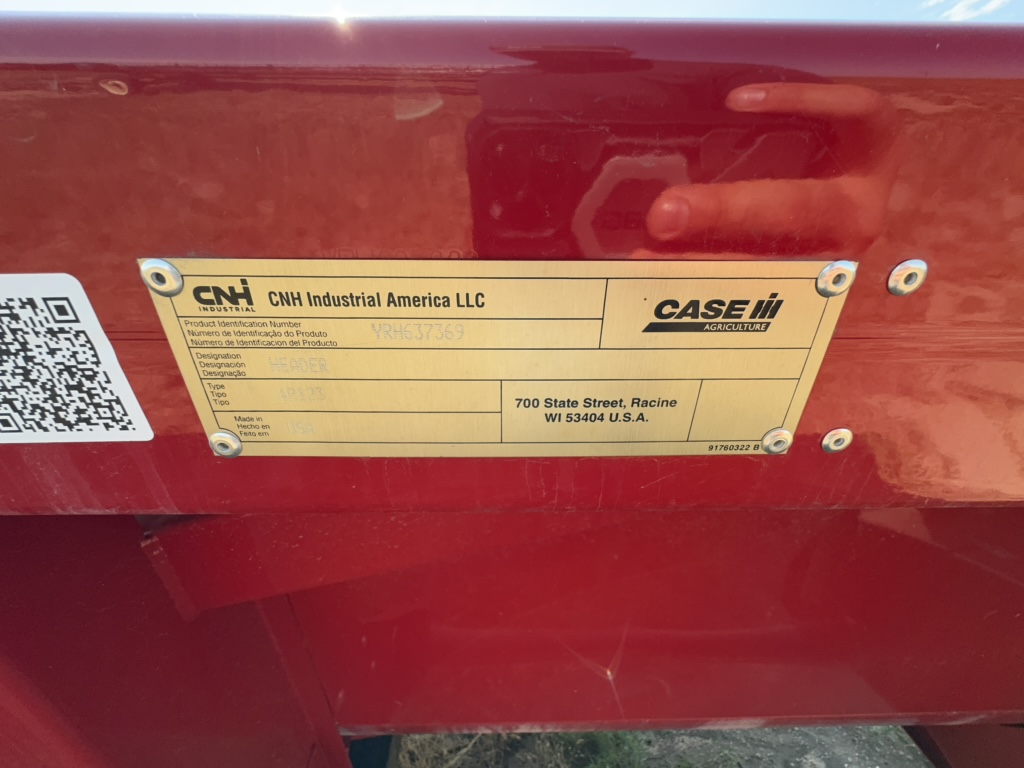 CNH
INDUSTRIAL
CNH Industrial America LLC
CASE IH
AGRICULTURE
Product Identification Number
Número de Identificação do Produto
Número de Identificacion del Producto
YRH637369
Designation
Designación
Designação
HEADER
Type
Tipo
Tipo
Made in
Hecho en
Feito em
USA
700 State Street, Racine
WI 53404 U.S.A.
91760322 B